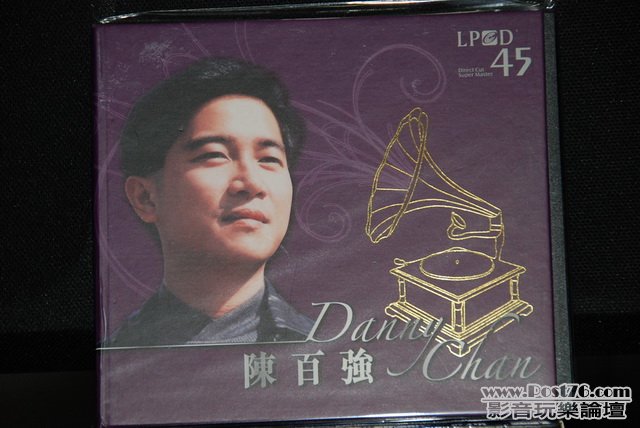 LPCD
45
Direct Cut
Super Master
Danny
Chan
陳百強
www.Post76.com
影音玩樂論壇